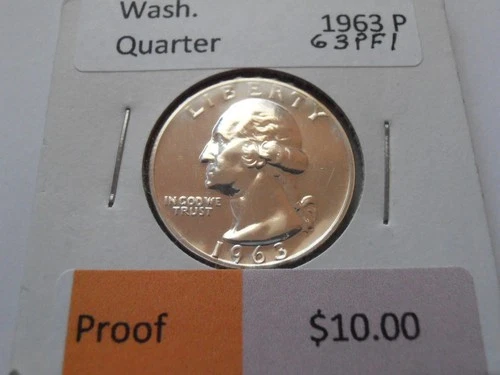 Wash. 1963 P
Quarter 63PF1
LIBERTY
IN GOD WE
TRUST
1963
Proof $10.00